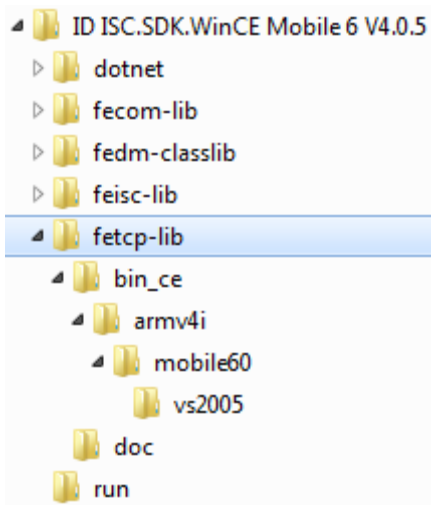 ID ISC.SDK.WinCE Mobile 6 V4.0.5
dotnet
fecom-lib
fedm-classlib
feisc-lib
fetcp-lib
bin_ce
armv4i
mobile60
vs2005
doc
run